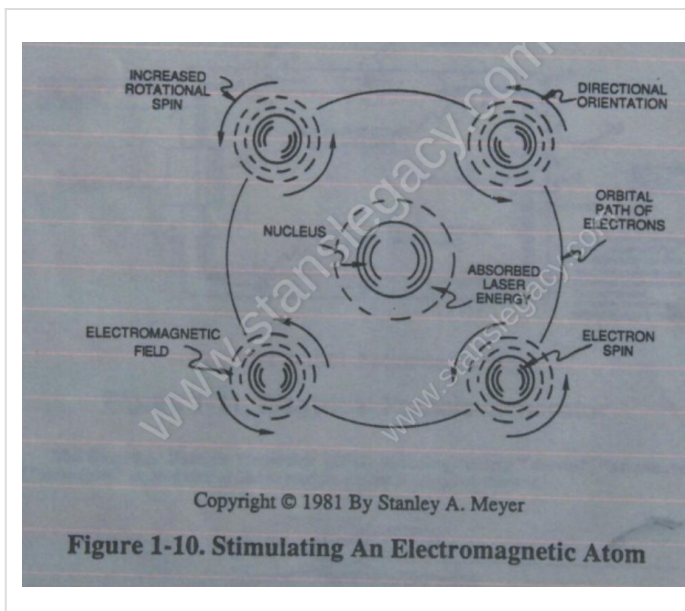 INCREASED
ROTATIONAL
SPIN
DIRECTIONAL
ORIENTATION
ORBITAL
PATH OF
ELECTRONS
NUCLEUS
ABSORBED
LASER
ENERGY
ELECTROMAGNETIC
FIELD
ELECTRON
SPIN
www.stanslegacy.com
www.stanslegacy.com
Copyright © 1981 By Stanley A. Meyer
Figure 1-10. Stimulating An Electromagnetic Atom